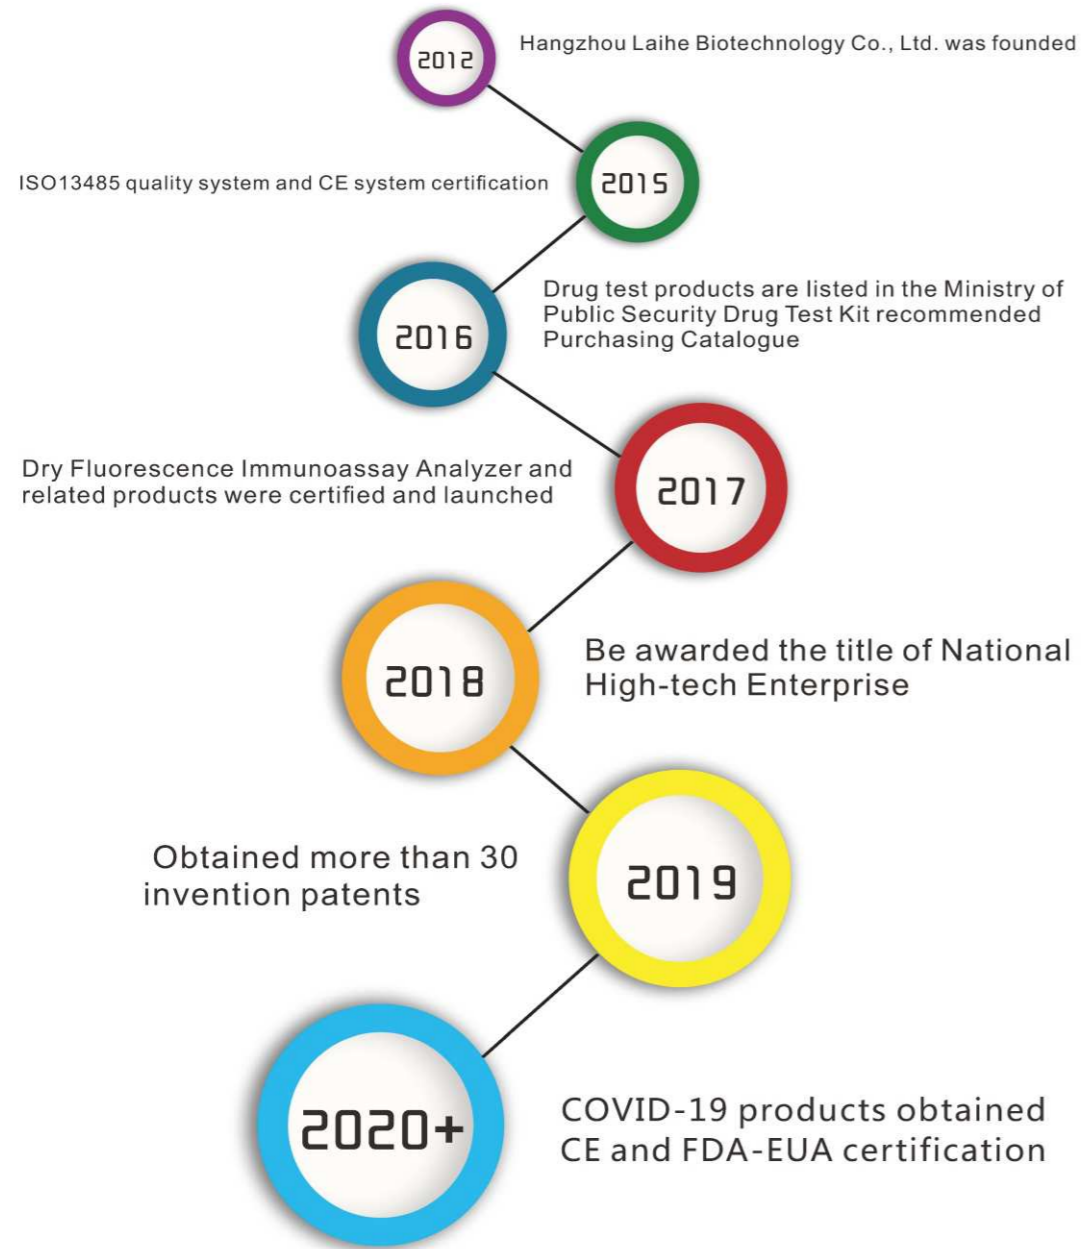 2012
Hangzhou Laihe Biotechnology Co., Ltd. was founded
ISO13485 quality system and CE system certification
2015
2016
Drug test products are listed in the Ministry of
Public Security Drug Test Kit recommended
Purchasing Catalogue
Dry Fluorescence Immunoassay Analyzer and
related products were certified and launched
2017
2018
Be awarded the title of National
High-tech Enterprise
Obtained more than 30
invention patents
2019
2020+
COVID-19 products obtained
CE and FDA-EUA certification